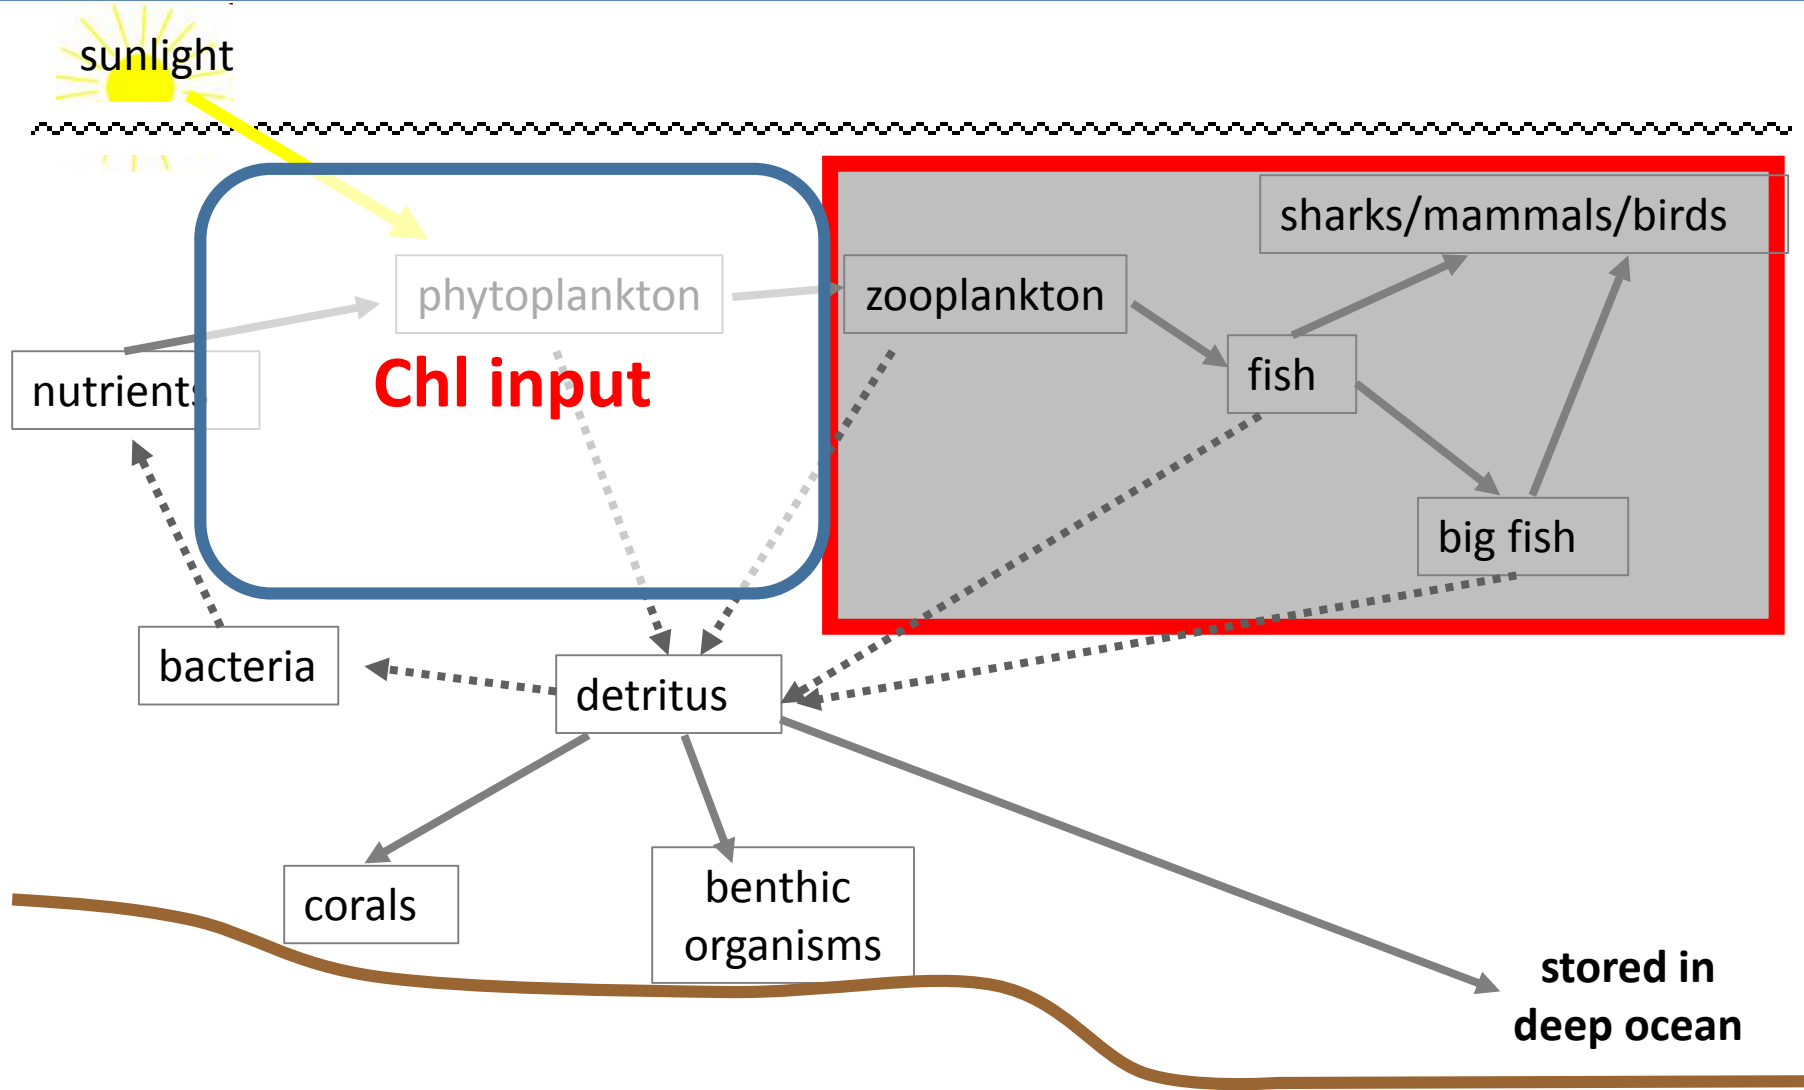 sunlight
sharks/mammals/birds
phytoplankton
zooplankton
nutrients
Chl input
fish
big fish
bacteria
detritus
corals
benthic
organisms
stored in
deep ocean